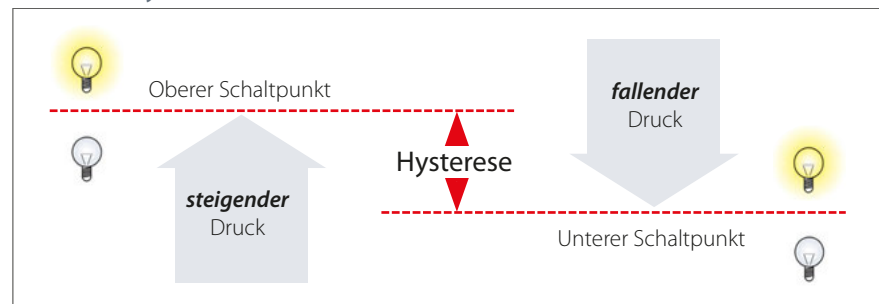 Oberer Schaltpunkt
steigender
Druck
Hysterese
fallender
Druck
Unterer Schaltpunkt